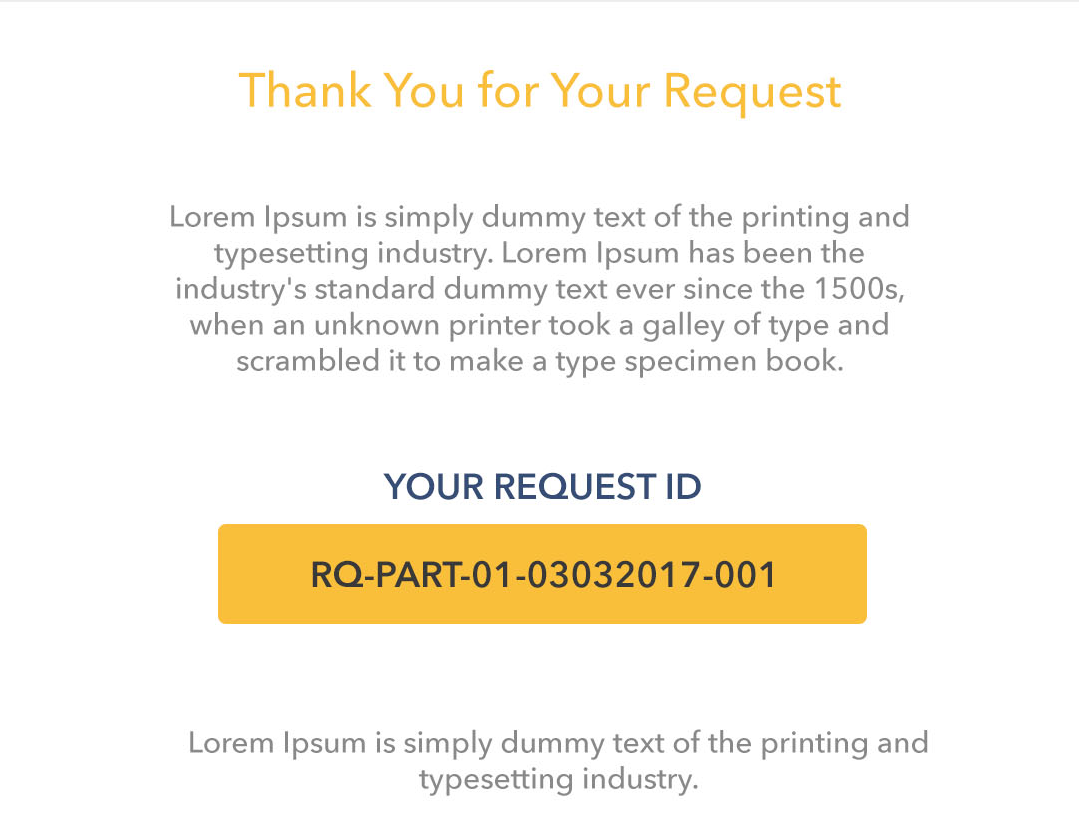 Thank You for Your Request
Lorem Ipsum is simply dummy text of the printing and
typesetting industry. Lorem Ipsum has been the
industry's standard dummy text ever since the 1500s,
when an unknown printer took a galley of type and
scrambled it to make a type specimen book.
YOUR REQUEST ID
RQ-PART-01-03032017-001
Lorem Ipsum is simply dummy text of the printing and
typesetting industry.